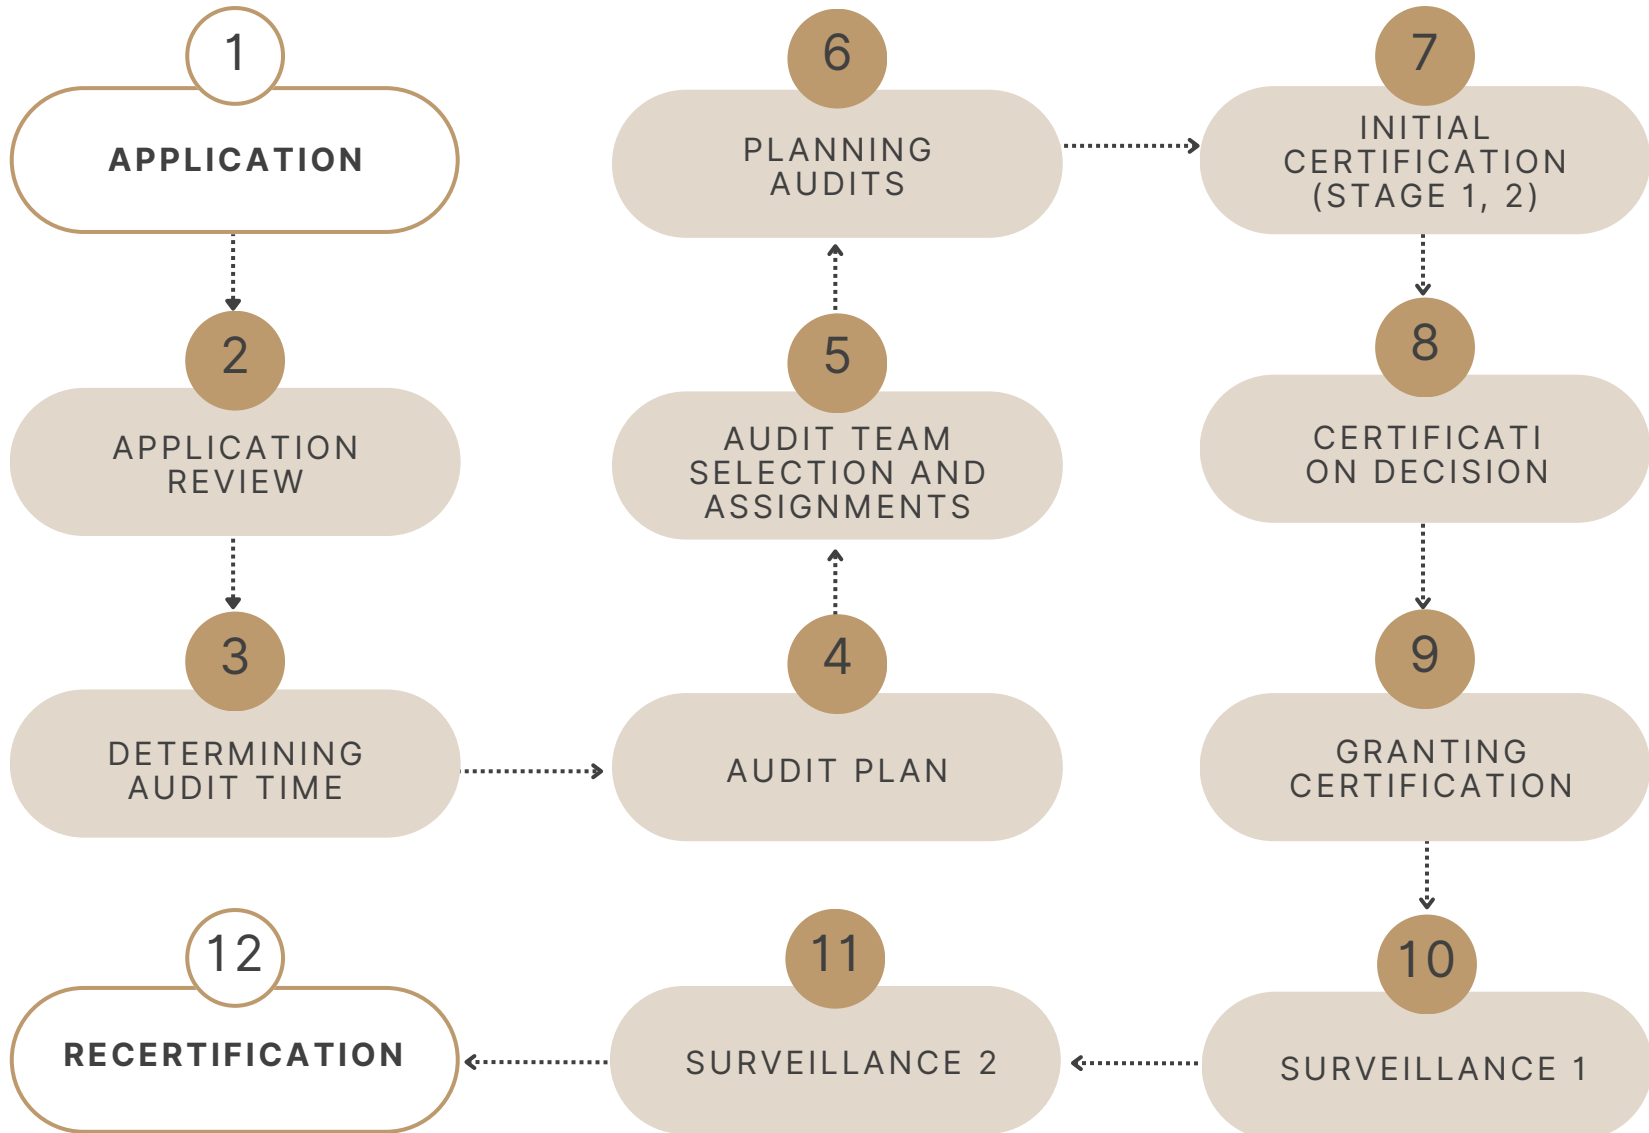 1
APPLICATION
2
APPLICATION
REVIEW
3
DETERMINING
AUDIT TIME
4
AUDIT PLAN
5
AUDIT TEAM
SELECTION AND
ASSIGNMENTS
6
PLANNING
AUDITS
7
INITIAL
CERTIFICATION
(STAGE 1, 2)
8
CERTIFICATI
ON DECISION
9
GRANTING
CERTIFICATION
10
SURVEILLANCE 1
11
SURVEILLANCE 2
12
RECERTIFICATION